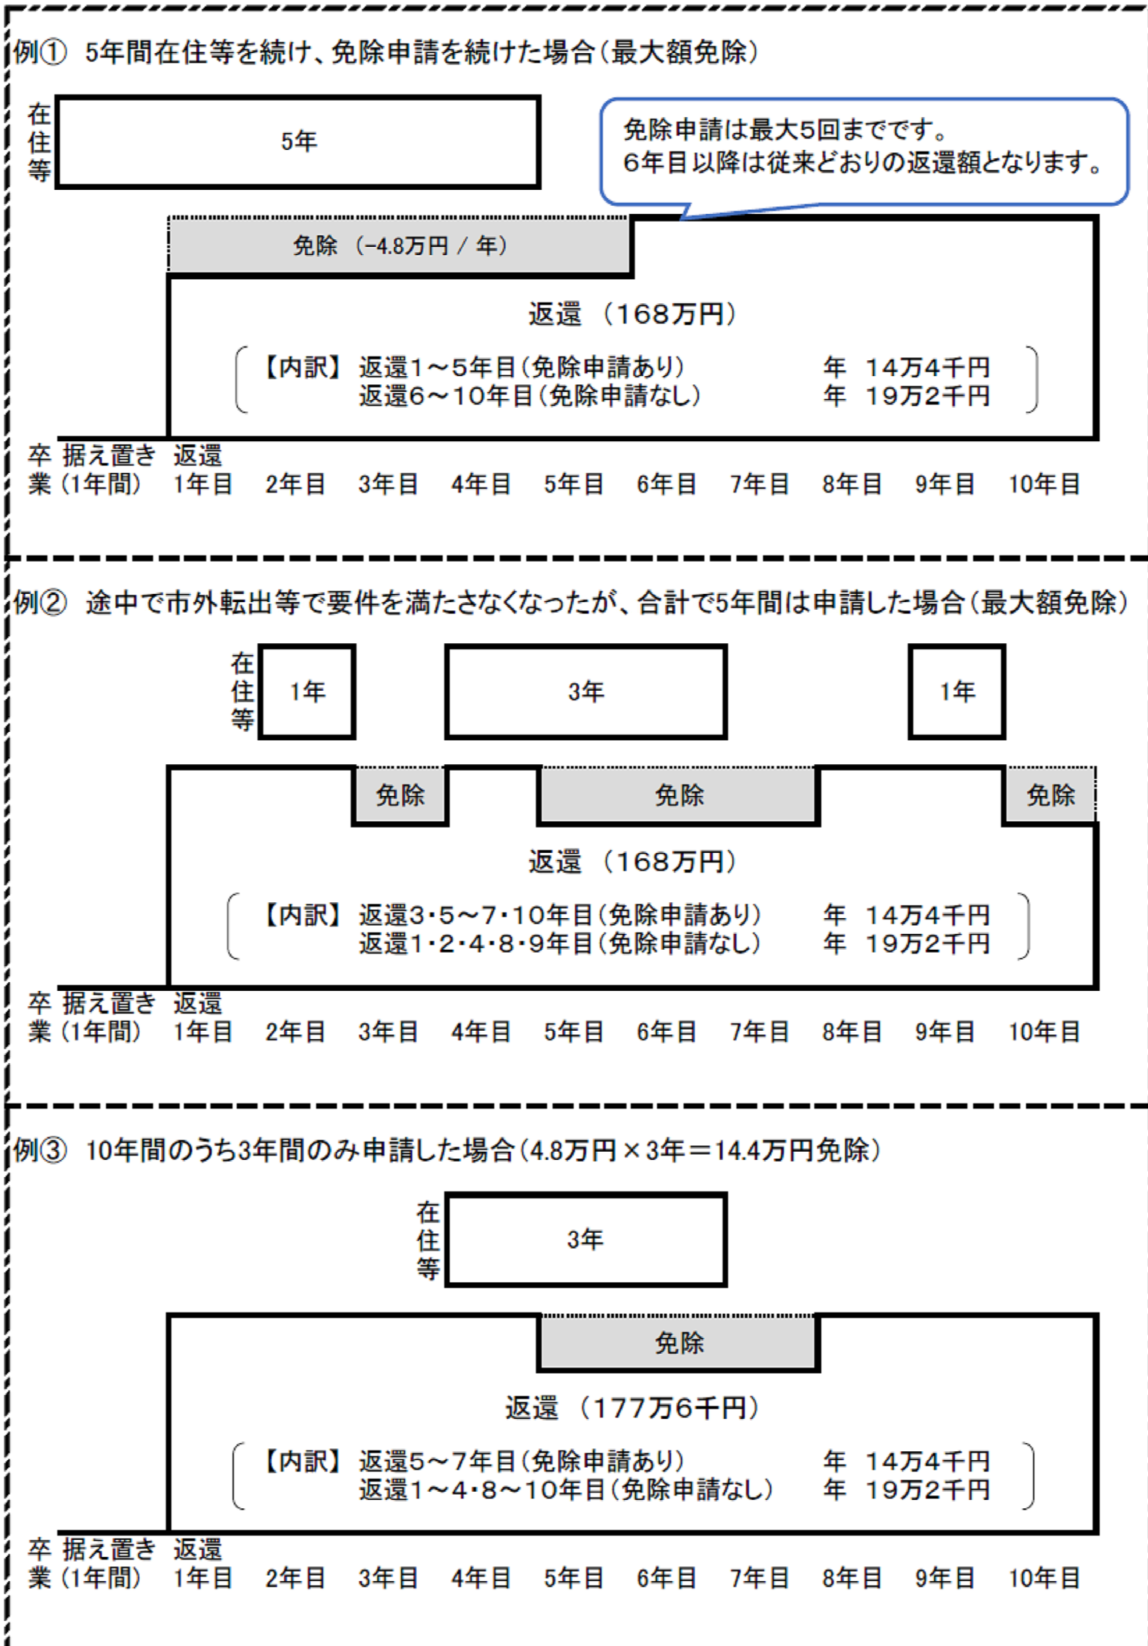 例① 5年間在住等を続け、免除申請を続けた場合（最大額免除）
在住等
5年
免除申請は最大5回までです。
６年目以降は従来どおりの返還額となります。
免除 （-4.8万円 / 年）
返還 （１６８万円）
【内訳】 返還１～５年目（免除申請あり） 年 １４万４千円
返還６～１０年目（免除申請なし） 年 １９万２千円
卒業 据え置き（1年間） 返還
1年目 2年目 3年目 4年目 5年目 6年目 7年目 8年目 9年目 10年目
例② 途中で市外転出等で要件を満たさなくなったが、合計で5年間は申請した場合（最大額免除）
在住等
1年 3年 1年
免除 免除 免除
返還 （１６８万円）
【内訳】 返還３・５～７・１０年目（免除申請あり） 年 １４万４千円
返還１・２・４・８・９年目（免除申請なし） 年 １９万２千円
卒業 据え置き（1年間） 返還
1年目 2年目 3年目 4年目 5年目 6年目 7年目 8年目 9年目 10年目
例③ 10年間のうち3年間のみ申請した場合（4.8万円×3年＝14.4万円免除）
在住等
3年
免除
返還 （１７７万６千円）
【内訳】 返還５～７年目（免除申請あり） 年 １４万４千円
返還１～４・８～１０年目（免除申請なし） 年 １９万２千円
卒業 据え置き（1年間） 返還
1年目 2年目 3年目 4年目 5年目 6年目 7年目 8年目 9年目 10年目